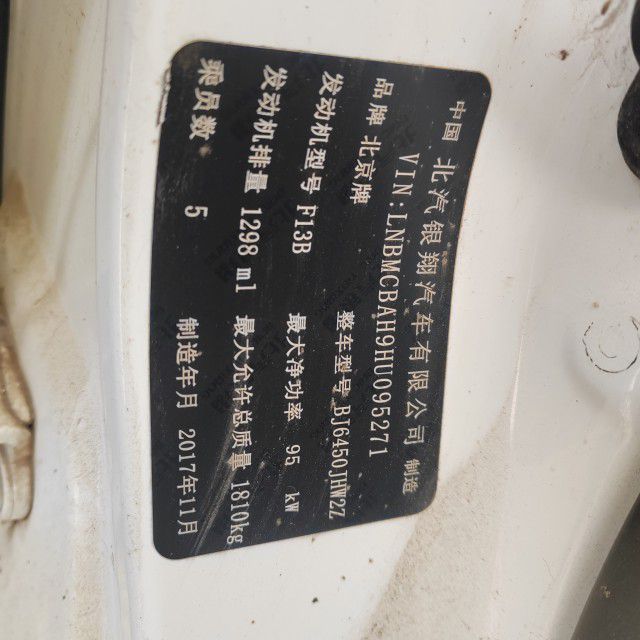 中国 北汽银翔汽车有限公司 制造
VIN:LNBMCBAH9HU095271
品牌 北京牌 整车型号 BJ6450JHW2Z
发动机型号 F13B 最大净功率 95 kW
发动机排量 1298 ml 最大允许总质量 1810kg
乘员数 5 制造年月 2017年11月